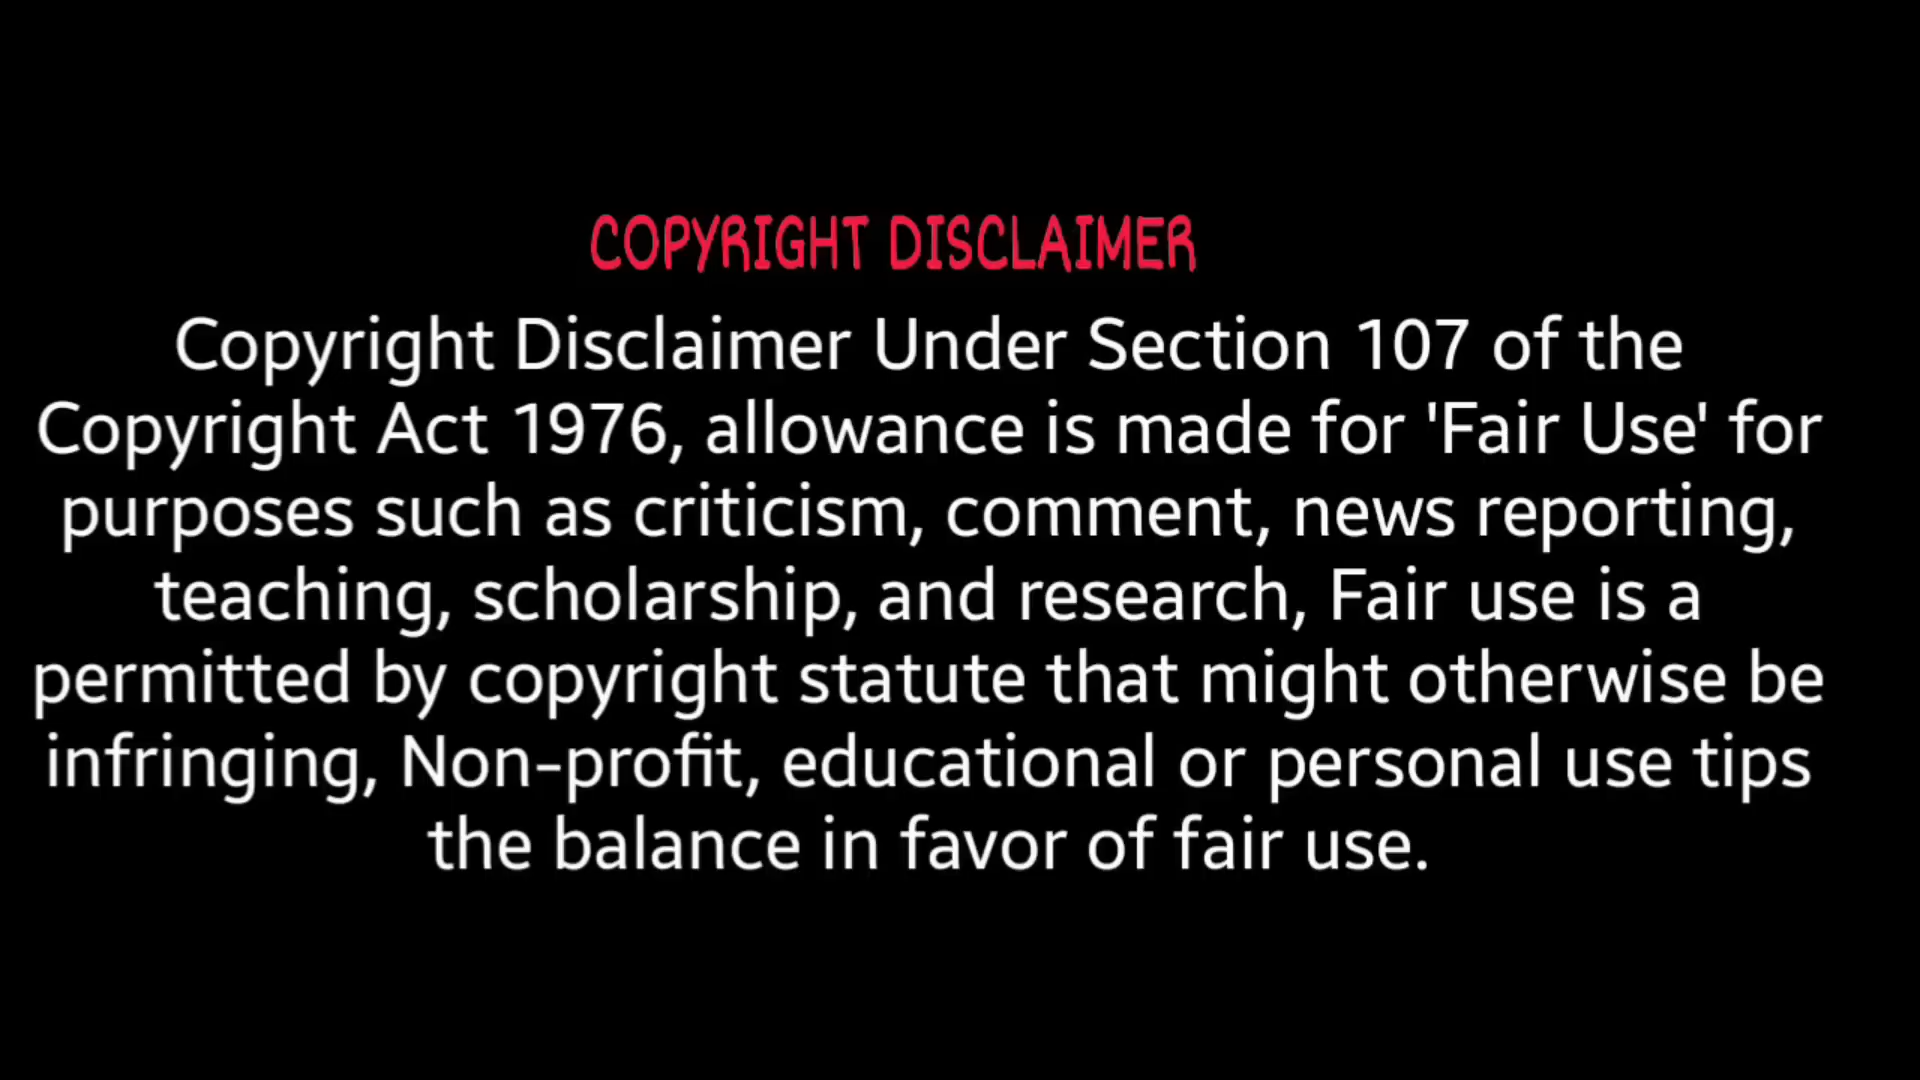 COPYRIGHT DISCLAIMER
Copyright Disclaimer Under Section 107 of the
Copyright Act 1976, allowance is made for 'Fair Use' for
purposes such as criticism, comment, news reporting,
teaching, scholarship, and research, Fair use is a
permitted by copyright statute that might otherwise be
infringing, Non-profit, educational or personal use tips
the balance in favor of fair use.